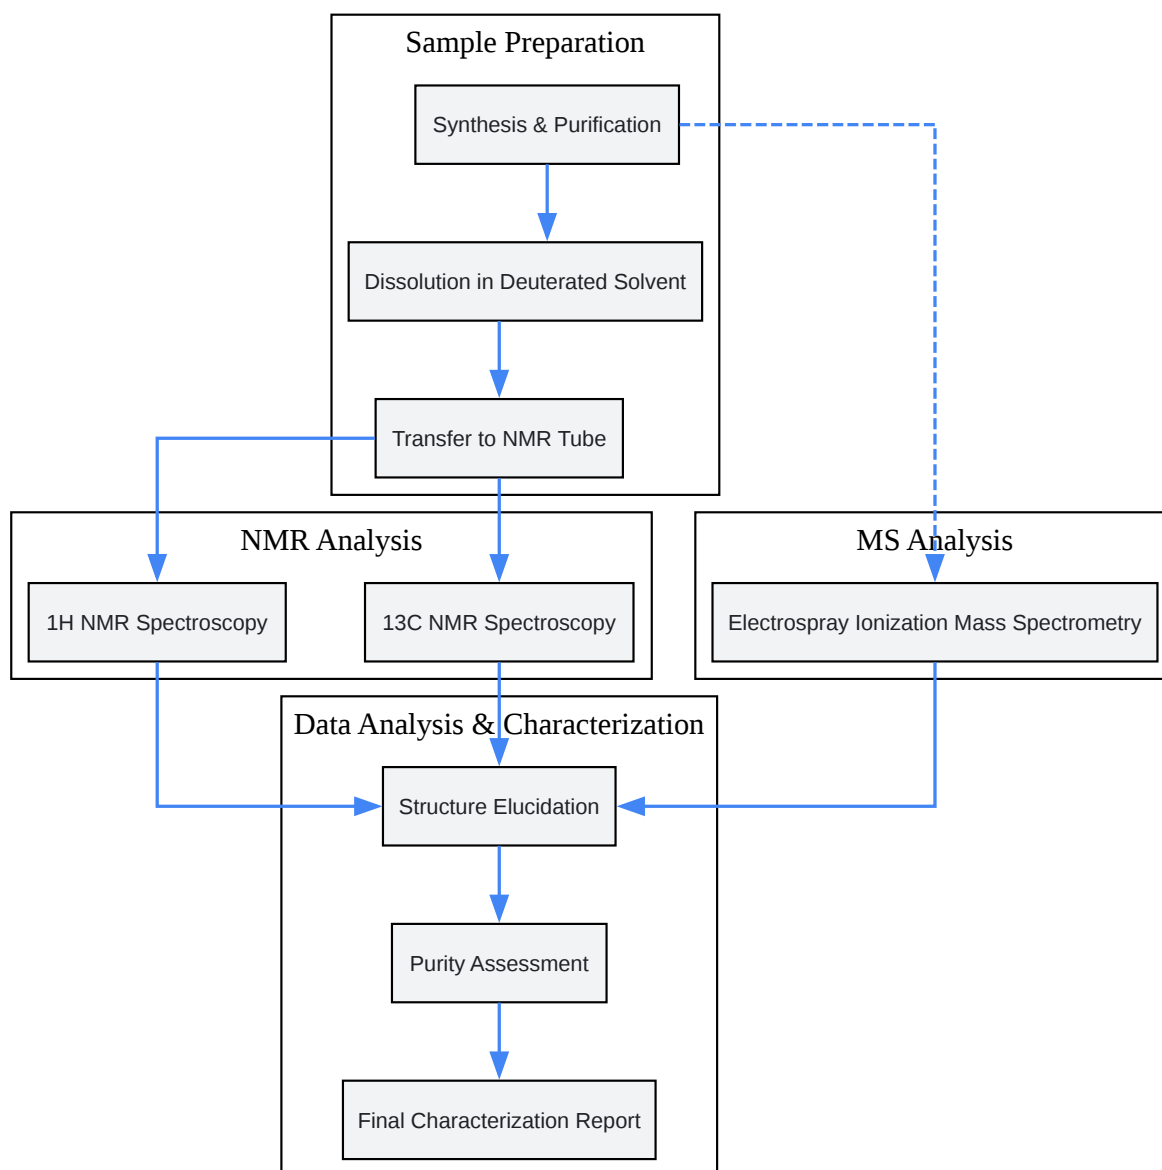 Sample Preparation
Synthesis & Purification
Dissolution in Deuterated Solvent
Transfer to NMR Tube
NMR Analysis
MS Analysis
1H NMR Spectroscopy
13C NMR Spectroscopy
Electrospray Ionization Mass Spectrometry
Data Analysis & Characterization
Structure Elucidation
Purity Assessment
Final Characterization Report